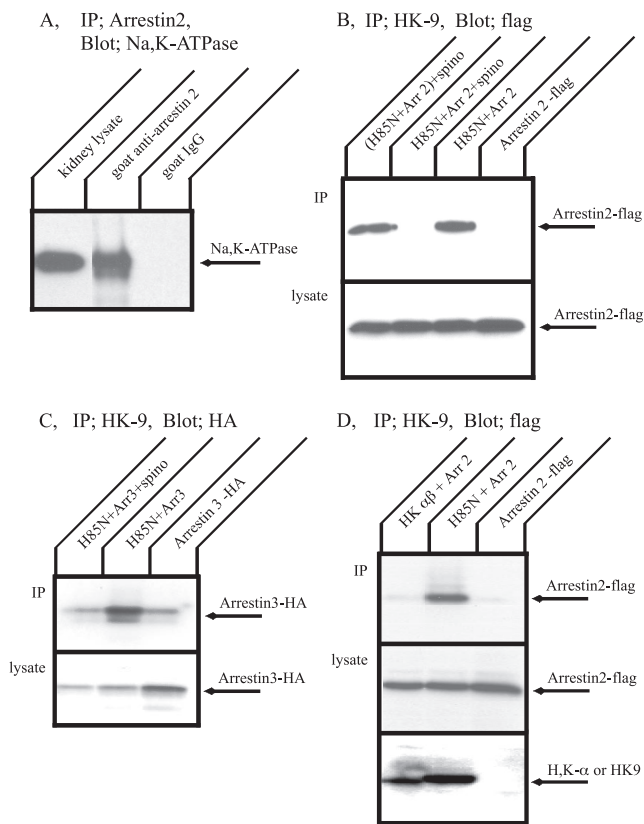 A, IP; Arrestin2,
Blot; Na,K-ATPase
kidney lysate
goat anti-arrestin 2
goat IgG
Na,K-ATPase
B, IP; HK-9, Blot; flag
(H85N+Arr 2)+spino
H85N+Arr 2+spino
H85N+Arr 2
Arrestin 2 -flag
IP
Arrestin2-flag
lysate
Arrestin2-flag
C, IP; HK-9, Blot; HA
H85N+Arr3+spino
H85N+Arr3
Arrestin 3 -HA
IP
Arrestin3-HA
lysate
Arrestin3-HA
D, IP; HK-9, Blot; flag
HK αβ + Arr 2
H85N + Arr 2
Arrestin 2 -flag
IP
Arrestin2-flag
lysate
Arrestin2-flag
H,K-α or HK9